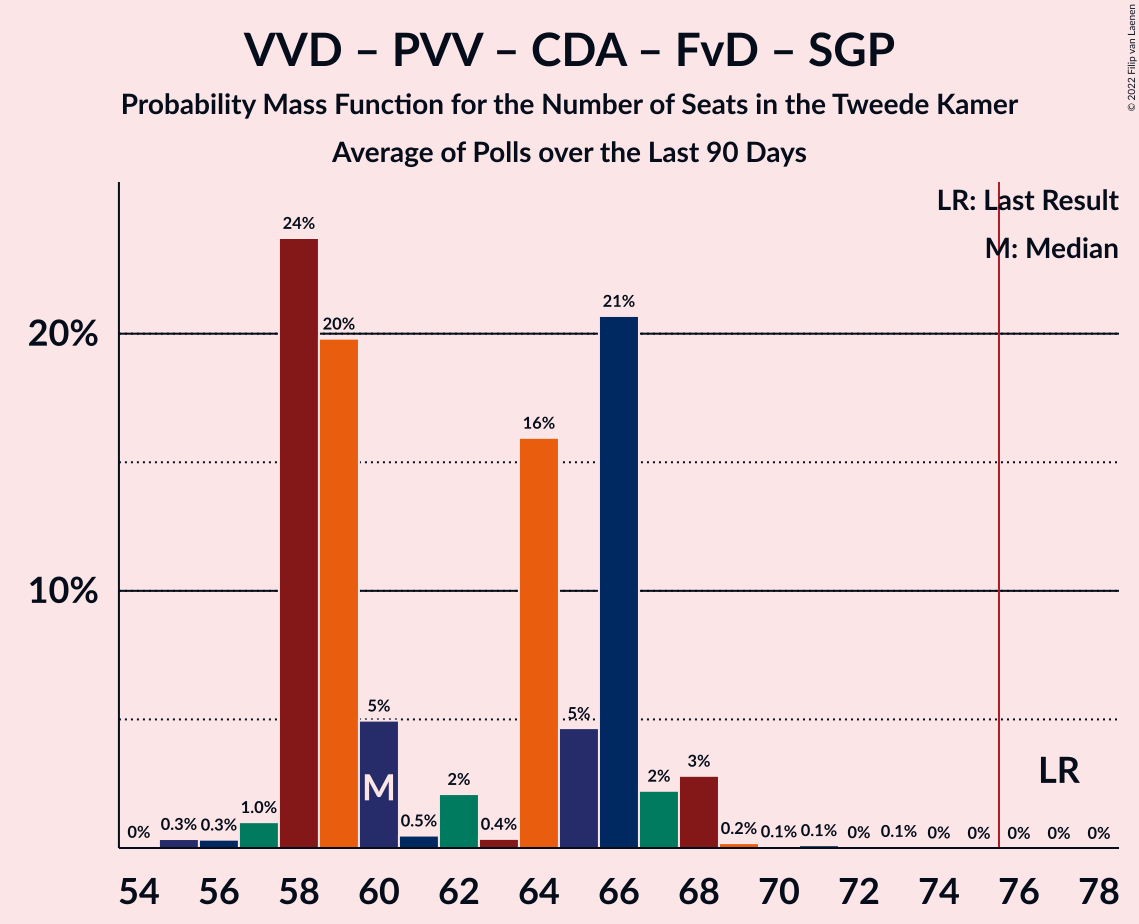 VVD – PVV – CDA – FvD – SGP
Probability Mass Function for the Number of Seats in the Tweede Kamer
Average of Polls over the Last 90 Days
© 2022 Filip van Laenen
LR: Last Result
M: Median
24%
21%
20%
20%
16%
10%
5%
5%
M
LR
0% 0.3% 0.3% 1.0% 0.5% 2% 0.4% 2% 3% 0.2% 0.1% 0.1% 0% 0.1% 0% 0% 0% 0% 0%
54 56 58 60 62 64 66 68 70 72 74 76 78